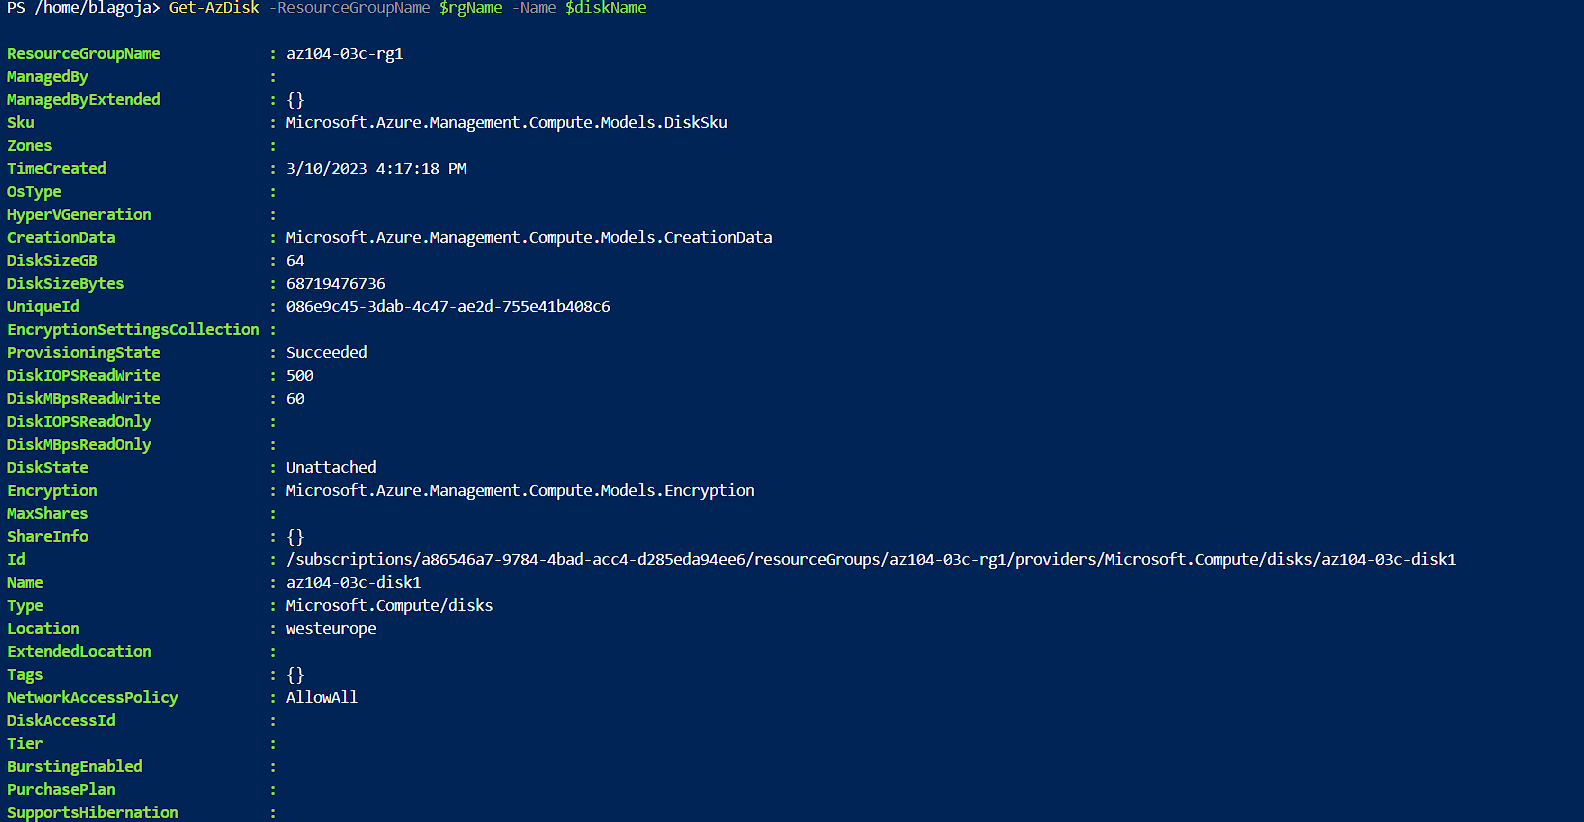 PS /home/blagoja> Get-AzDisk -ResourceGroupName $rgName -Name $diskName
ResourceGroupName : az104-03c-rg1
ManagedBy :
ManagedByExtended : {}
Sku : Microsoft.Azure.Management.Compute.Models.DiskSku
Zones :
TimeCreated : 3/10/2023 4:17:18 PM
OsType :
HyperVGeneration :
CreationData : Microsoft.Azure.Management.Compute.Models.CreationData
DiskSizeGB : 64
DiskSizeBytes : 68719476736
UniqueId : 086e9c45-3dab-4c47-ae2d-755e41b408c6
EncryptionSettingsCollection :
ProvisioningState : Succeeded
DiskIOPSReadWrite : 500
DiskMBpsReadWrite : 60
DiskIOPSReadOnly :
DiskMBpsReadOnly :
DiskState : Unattached
Encryption : Microsoft.Azure.Management.Compute.Models.Encryption
MaxShares :
ShareInfo : {}
Id : /subscriptions/a86546a7-9784-4bad-acc4-d285eda94ee6/resourceGroups/az104-03c-rg1/providers/Microsoft.Compute/disks/az104-03c-disk1
Name : az104-03c-disk1
Type : Microsoft.Compute/disks
Location : westeurope
ExtendedLocation :
Tags : {}
NetworkAccessPolicy : AllowAll
DiskAccessId :
Tier :
BurstingEnabled :
PurchasePlan :
SupportsHibernation :